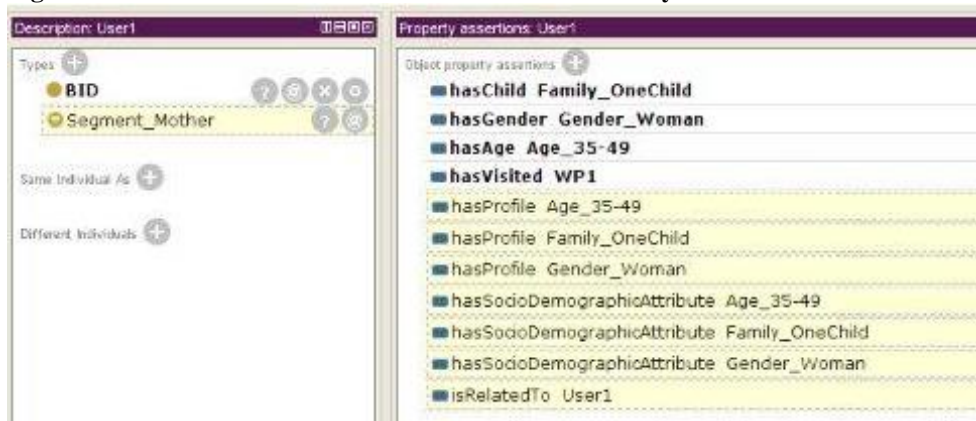 Description: User1
Types
BID
Segment_Mother
Same Individual As
Different Individuals
Property assertions: User1
Object property assertions
hasChild Family_OneChild
hasGender Gender_Woman
hasAge Age_35-49
hasVisited WP1
hasProfile Age_35-49
hasProfile Family_OneChild
hasProfile Gender_Woman
hasSocioDemographicAttribute Age_35-49
hasSocioDemographicAttribute Family_OneChild
hasSocioDemographicAttribute Gender_Woman
isRelatedTo User1